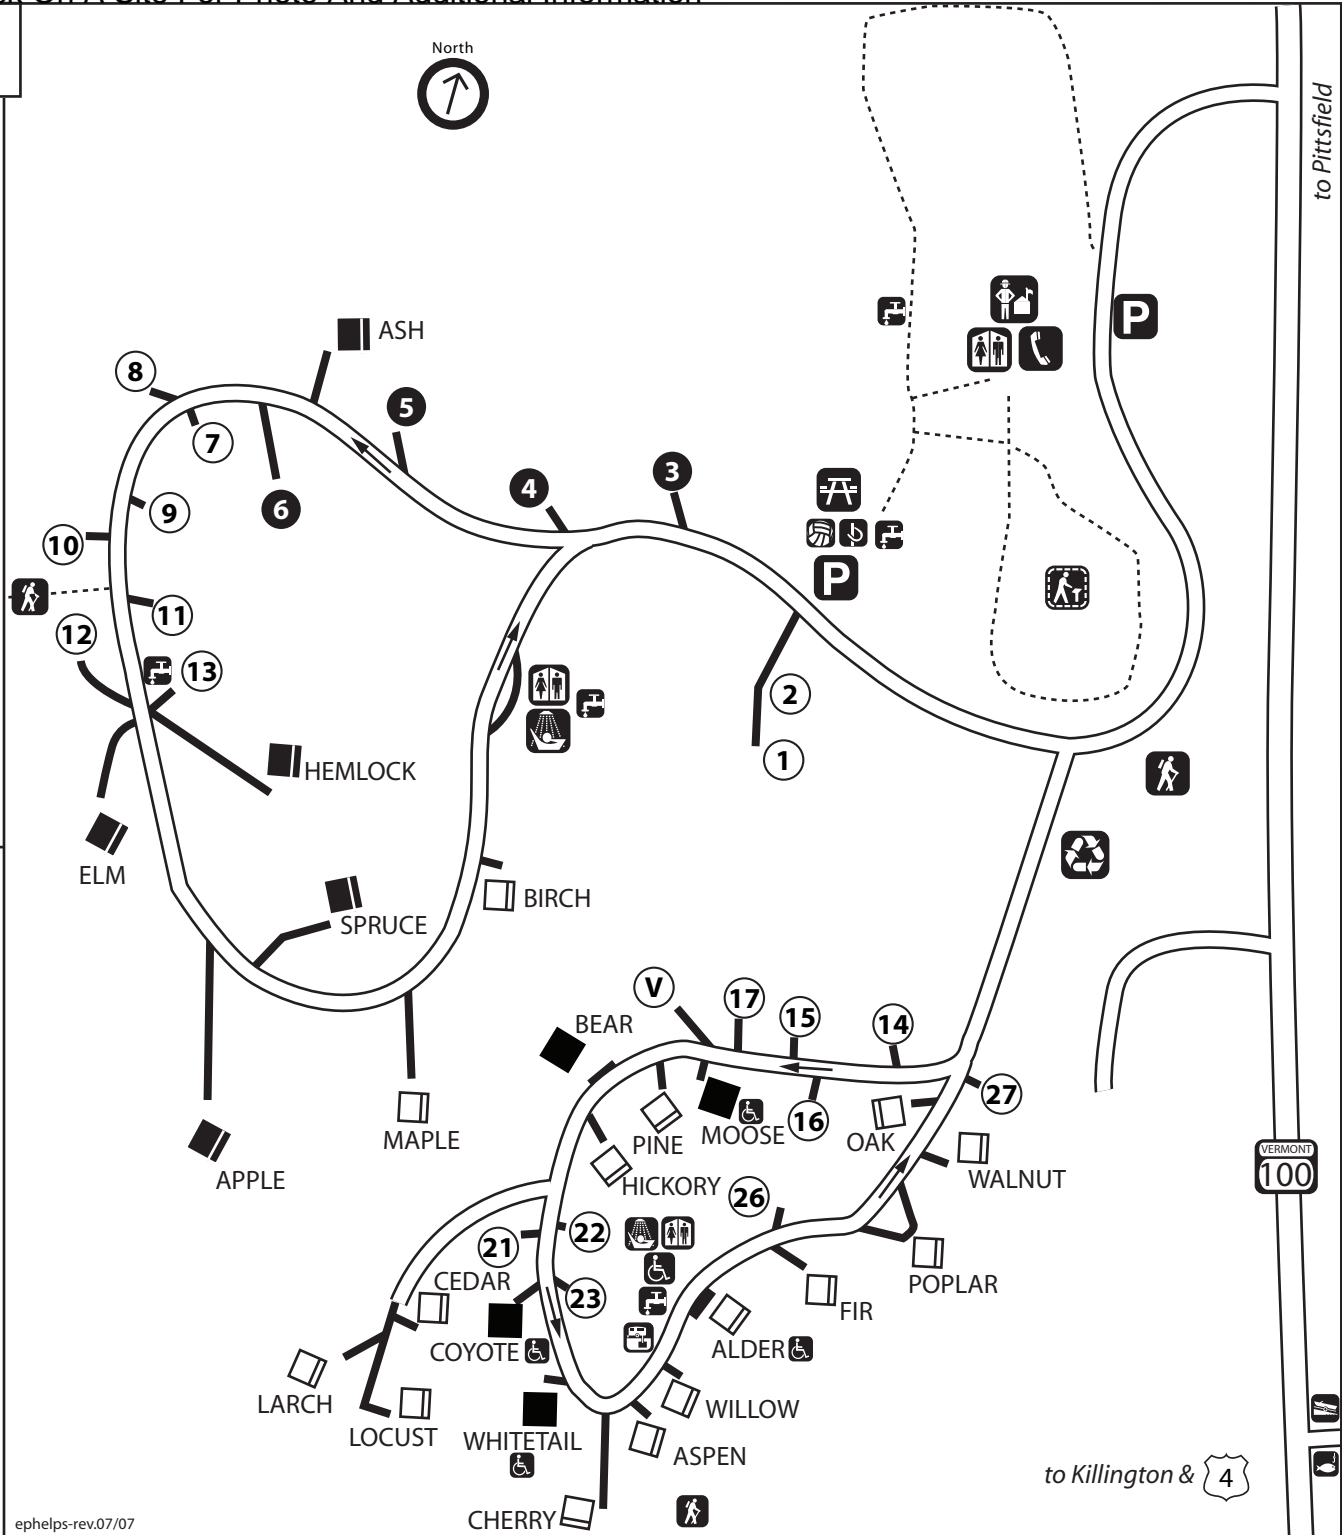 North
to Pittsfield
ASH
8
5
7
3
4
6
9
10
P
P
11
12
13
2
1
HEMLOCK
ELM
BIRCH
SPRUCE
V
17
15
14
BEAR
27
MAPLE
PINE
MOOSE
16
OAK
APPLE
HICKORY
WALNUT
VERMONT
100
26
22
21
CEDAR
23
POPLAR
FIR
COYOTE
ALDER
LARCH
LOCUST
WILLOW
WHITETAIL
ASPEN
to Killington & 4
CHERRY
ephelps-rev.07/07